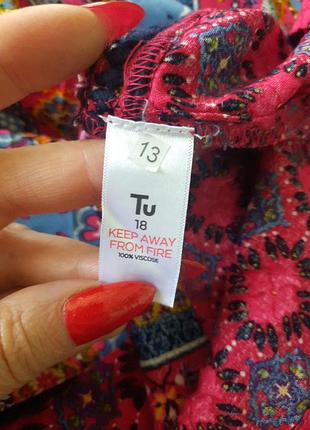 13
Tu
18
KEEP AWAY
FROM FIRE
100% VISCOSE